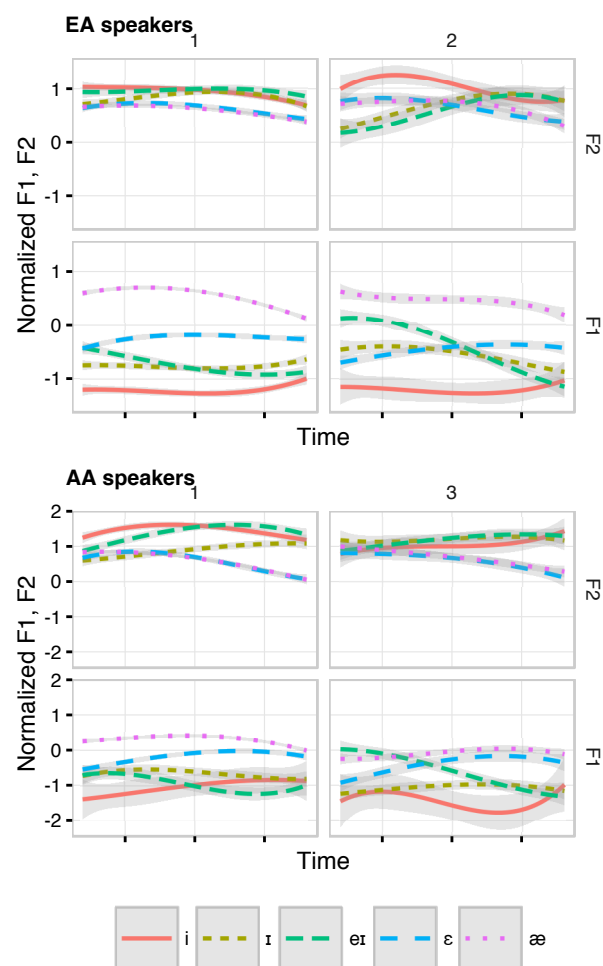 EA speakers
1 2
Normalized F1, F2
1
0
-1
F2
1
0
-1
F1
Time
AA speakers
1 3
Normalized F1, F2
2
1
0
-1
-2
F2
2
1
0
-1
-2
F1
Time
i ɪ eɪ ɛ æ